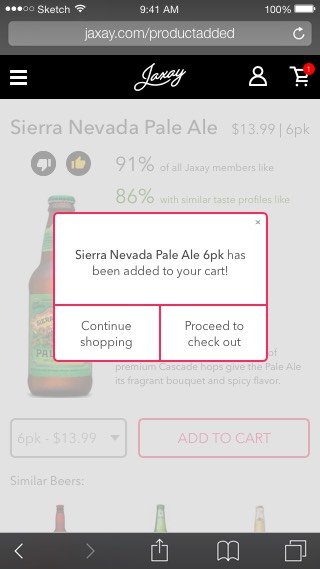 Sketch 9:41 AM 100%
jaxay.com/productadded
Jaxay 1
Sierra Nevada Pale Ale $13.99 | 6pk
91% of all Jaxay members like
86% with similar taste profiles like
×
Sierra Nevada Pale Ale 6pk has
been added to your cart!
Continue
shopping
Proceed to
check out
of
premium Cascade hops give the Pale Ale
its fragrant bouquet and spicy flavor.
6pk - $13.99
ADD TO CART
Similar Beers: